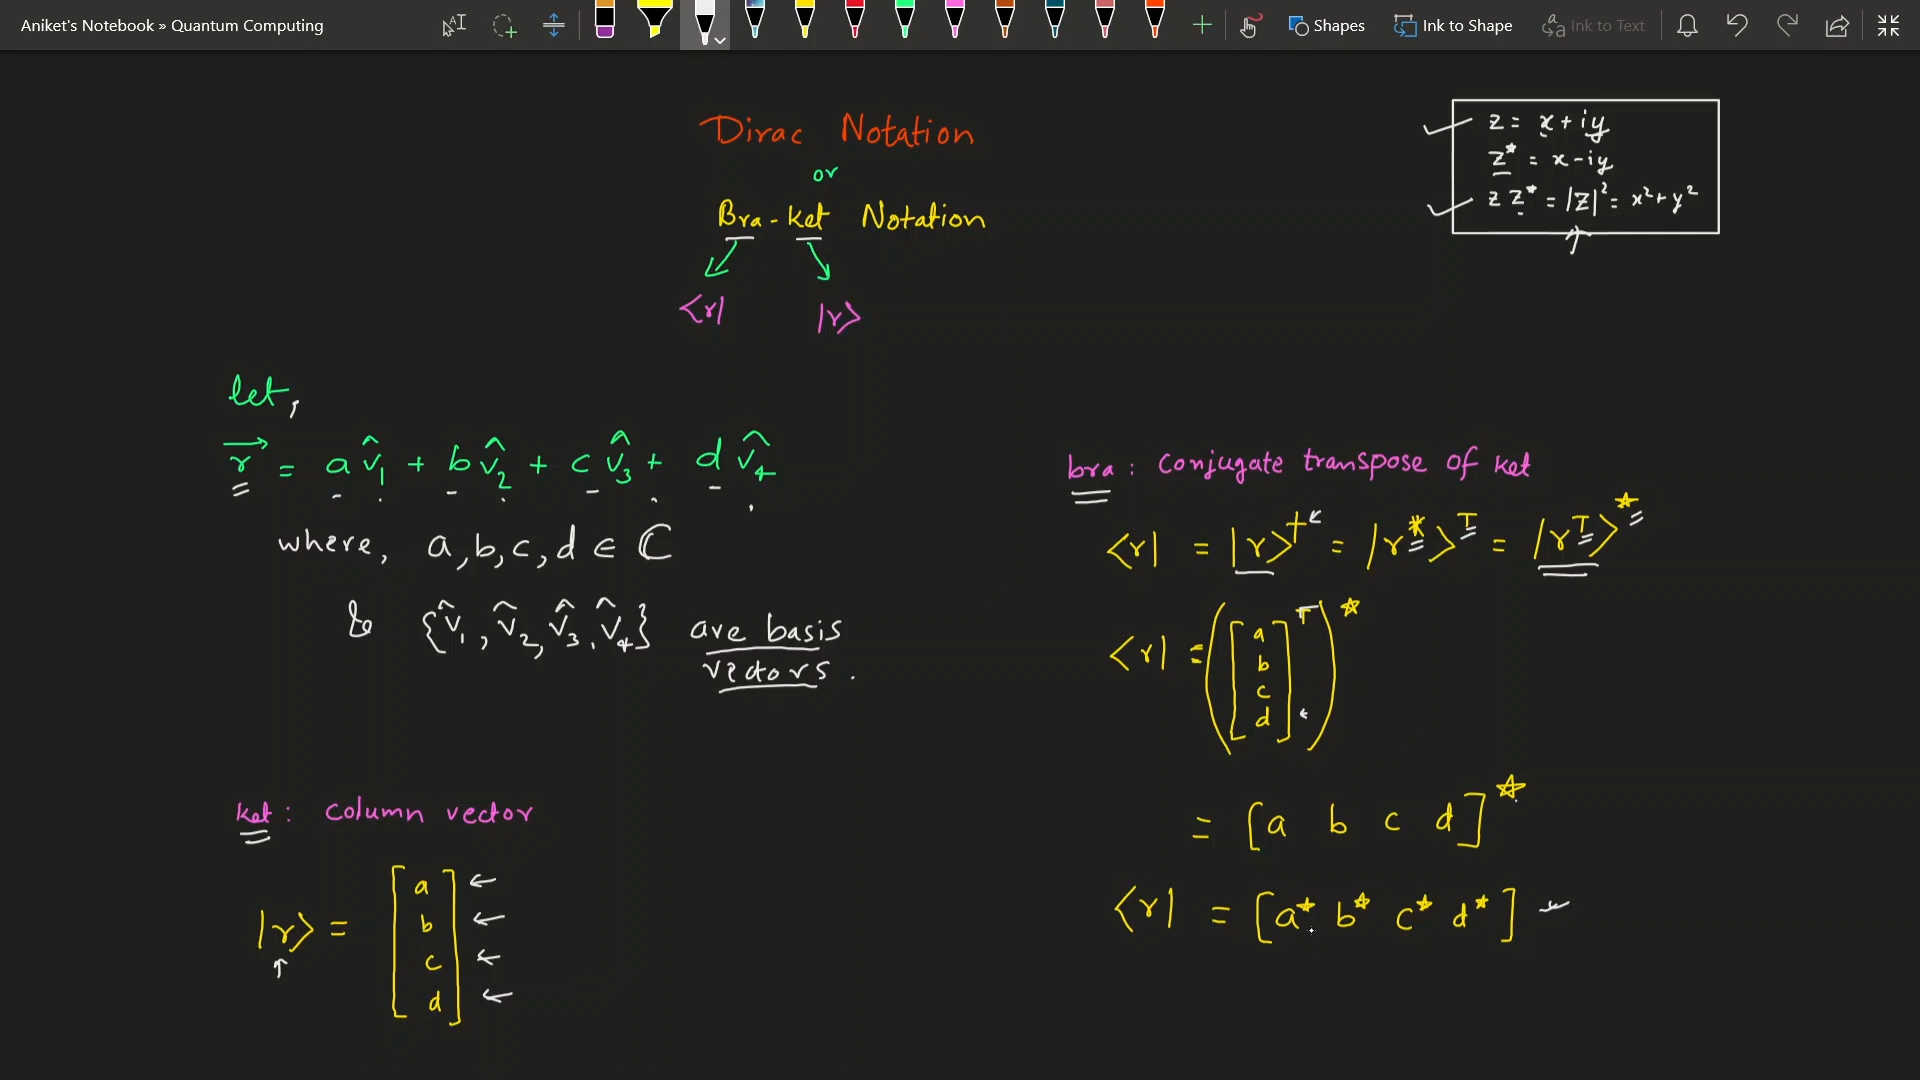 Aniket's Notebook » Quantum Computing
Shapes
Ink to Shape
Ink to Text
Dirac Notation
or
Bra-ket Notation
⟨r| |r⟩
z = x + iy
z* = x - iy
z z* = |z|² = x² + y²
let,
r⃗ = a v̂₁ + b v̂₂ + c v̂₃ + d v̂₄
where, a, b, c, d ∈ ℂ
& {v̂₁, v̂₂, v̂₃, v̂₄} are basis
vectors.
ket: column vector
|r⟩ = [a
b
c
d]
bra: conjugate transpose of ket
⟨r| = |r⟩† = |r*⟩ᵀ = |rᵀ⟩*
⟨r| = ([a
b
c
d]ᵀ)*
= [a b c d]*
⟨r| = [a* b* c* d*]